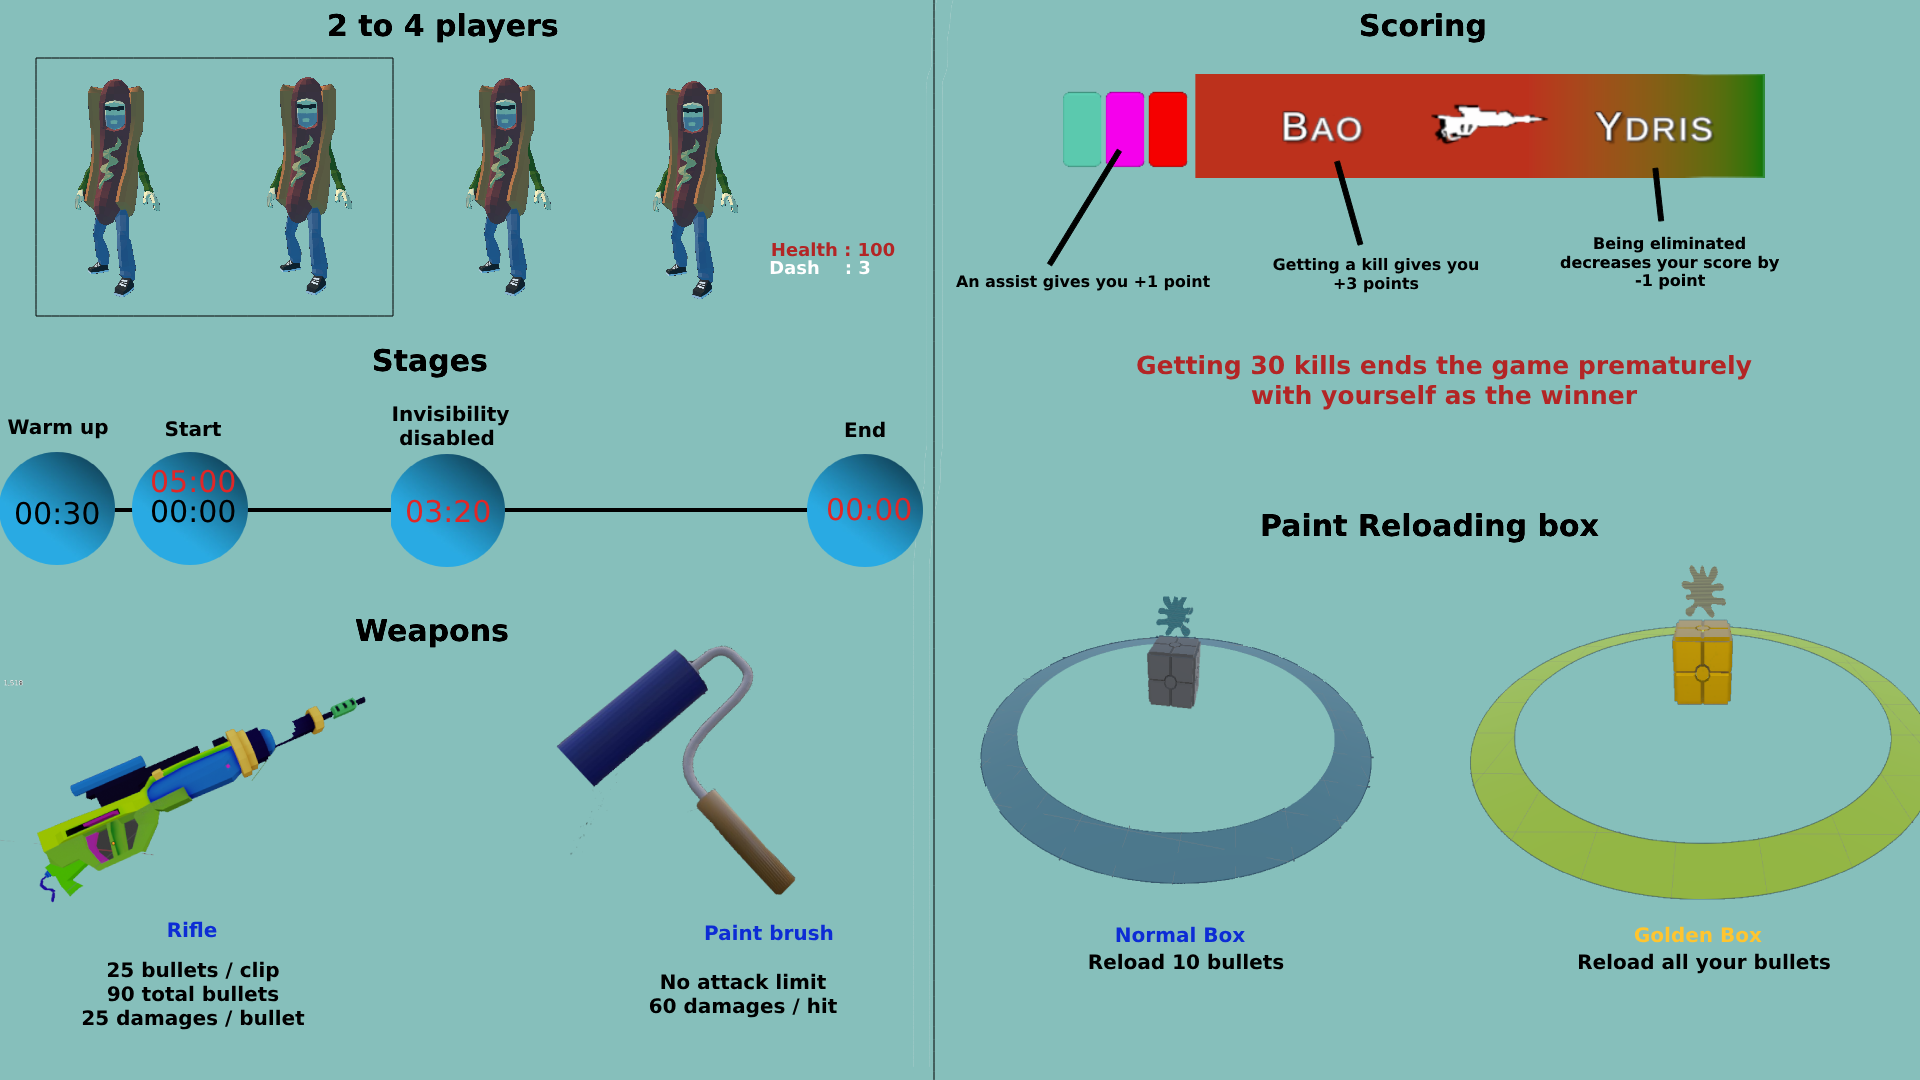 2 to 4 players
Health : 100
Dash : 3
Stages
Warm up
Start
Invisibility
disabled
End
00:30
05:00
00:00
03:20
00:00
Weapons
Rifle
25 bullets / clip
90 total bullets
25 damages / bullet
Paint brush
No attack limit
60 damages / hit
Scoring
BAO
YDRIS
An assist gives you +1 point
Getting a kill gives you
+3 points
Being eliminated
decreases your score by
-1 point
Getting 30 kills ends the game prematurely
with yourself as the winner
Paint Reloading box
Normal Box
Reload 10 bullets
Golden Box
Reload all your bullets